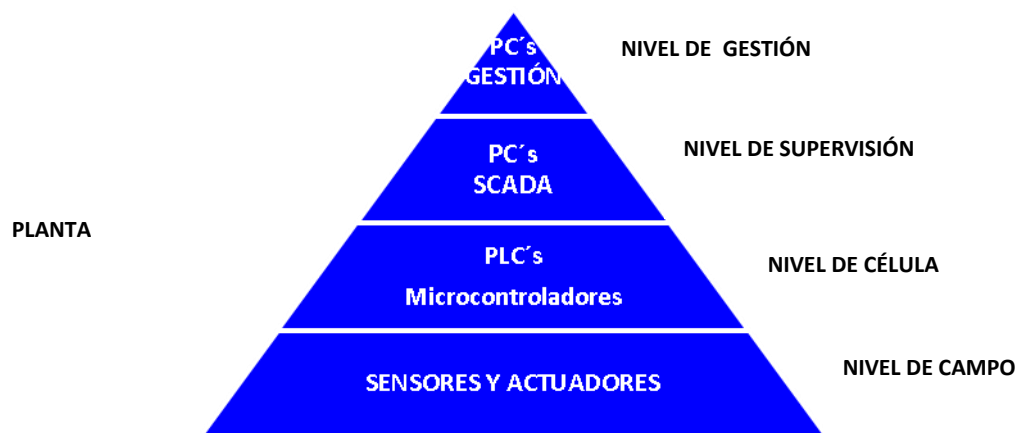 PC´s
GESTIÓN
NIVEL DE  GESTIÓN
PC´s
SCADA
NIVEL DE SUPERVISIÓN
PLANTA
PLC´s
Microcontroladores
NIVEL DE CÉLULA
SENSORES Y ACTUADORES
NIVEL DE CAMPO